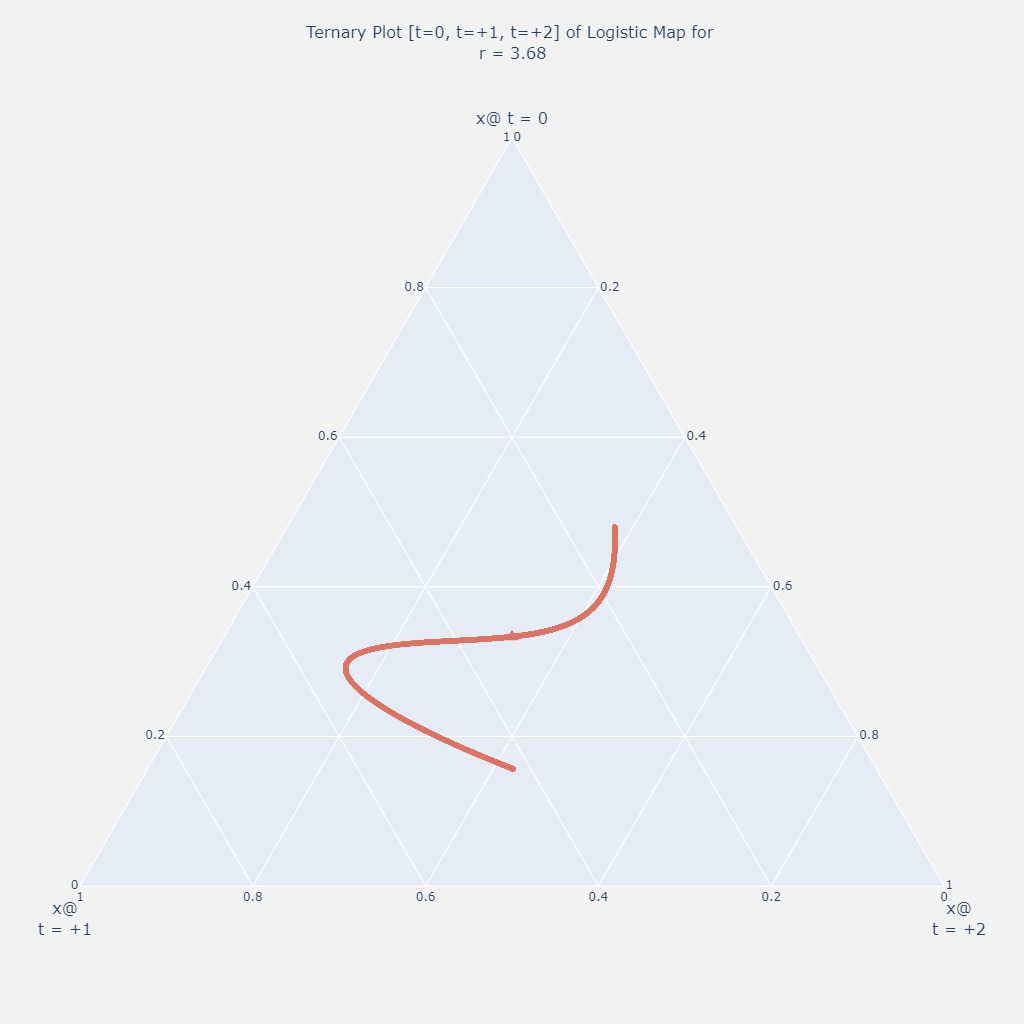 Ternary Plot [t=0, t=+1, t=+2] of Logistic Map for
r = 3.68
x@ t = 0
1 0
0.8 0.2
0.6 0.4
0.4 0.6
0.2 0.8
0 1
1 0.8 0.6 0.4 0.2 0
x@ x@
t = +1 t = +2